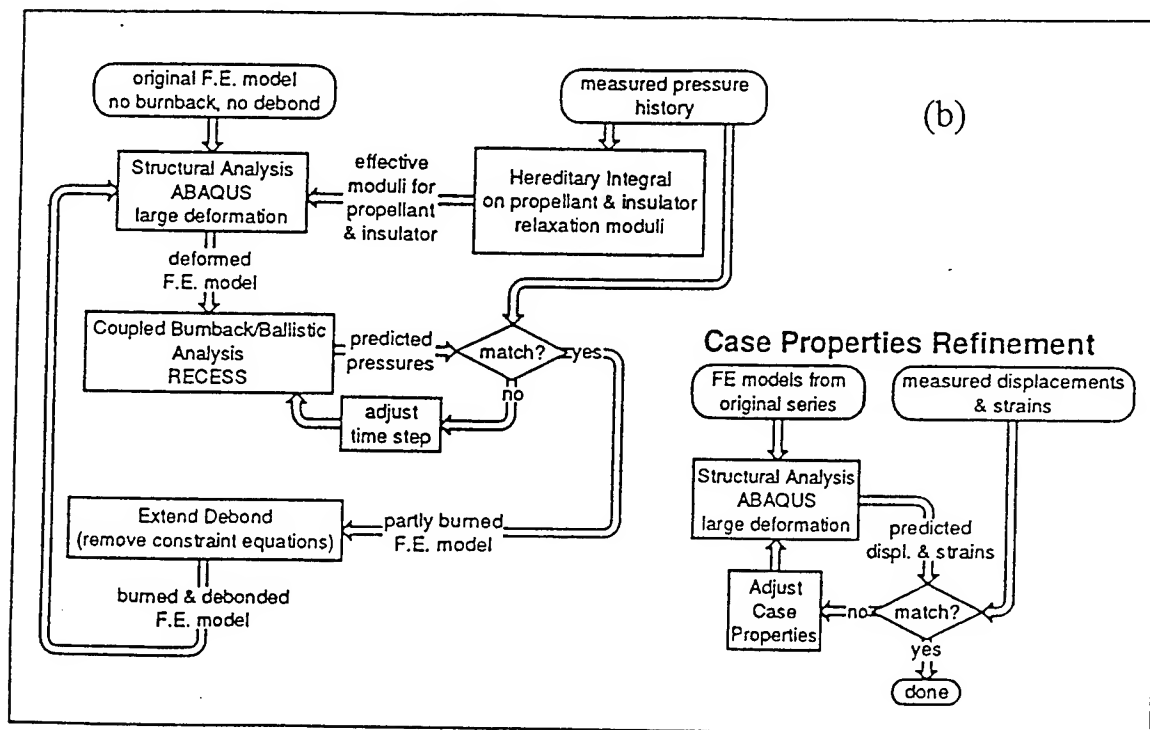 original F.E. model
no burnback, no debond
measured pressure
history
(b)
Structural Analysis
ABAQUS
large deformation
effective
moduli for
propellant
& insulator
Hereditary Integral
on propellant & insulator
relaxation moduli
deformed
F.E. model
Coupled Burnback/Ballistic
Analysis
RECESS
predicted
pressures
match?
yes
no
adjust
time step
Extend Debond
(remove constraint equations)
partly burned
F.E. model
burned & debonded
F.E. model
Case Properties Refinement
FE models from
original series
measured displacements
& strains
Structural Analysis
ABAQUS
large deformation
predicted
displ. & strains
Adjust
Case
Properties
no
match?
yes
done